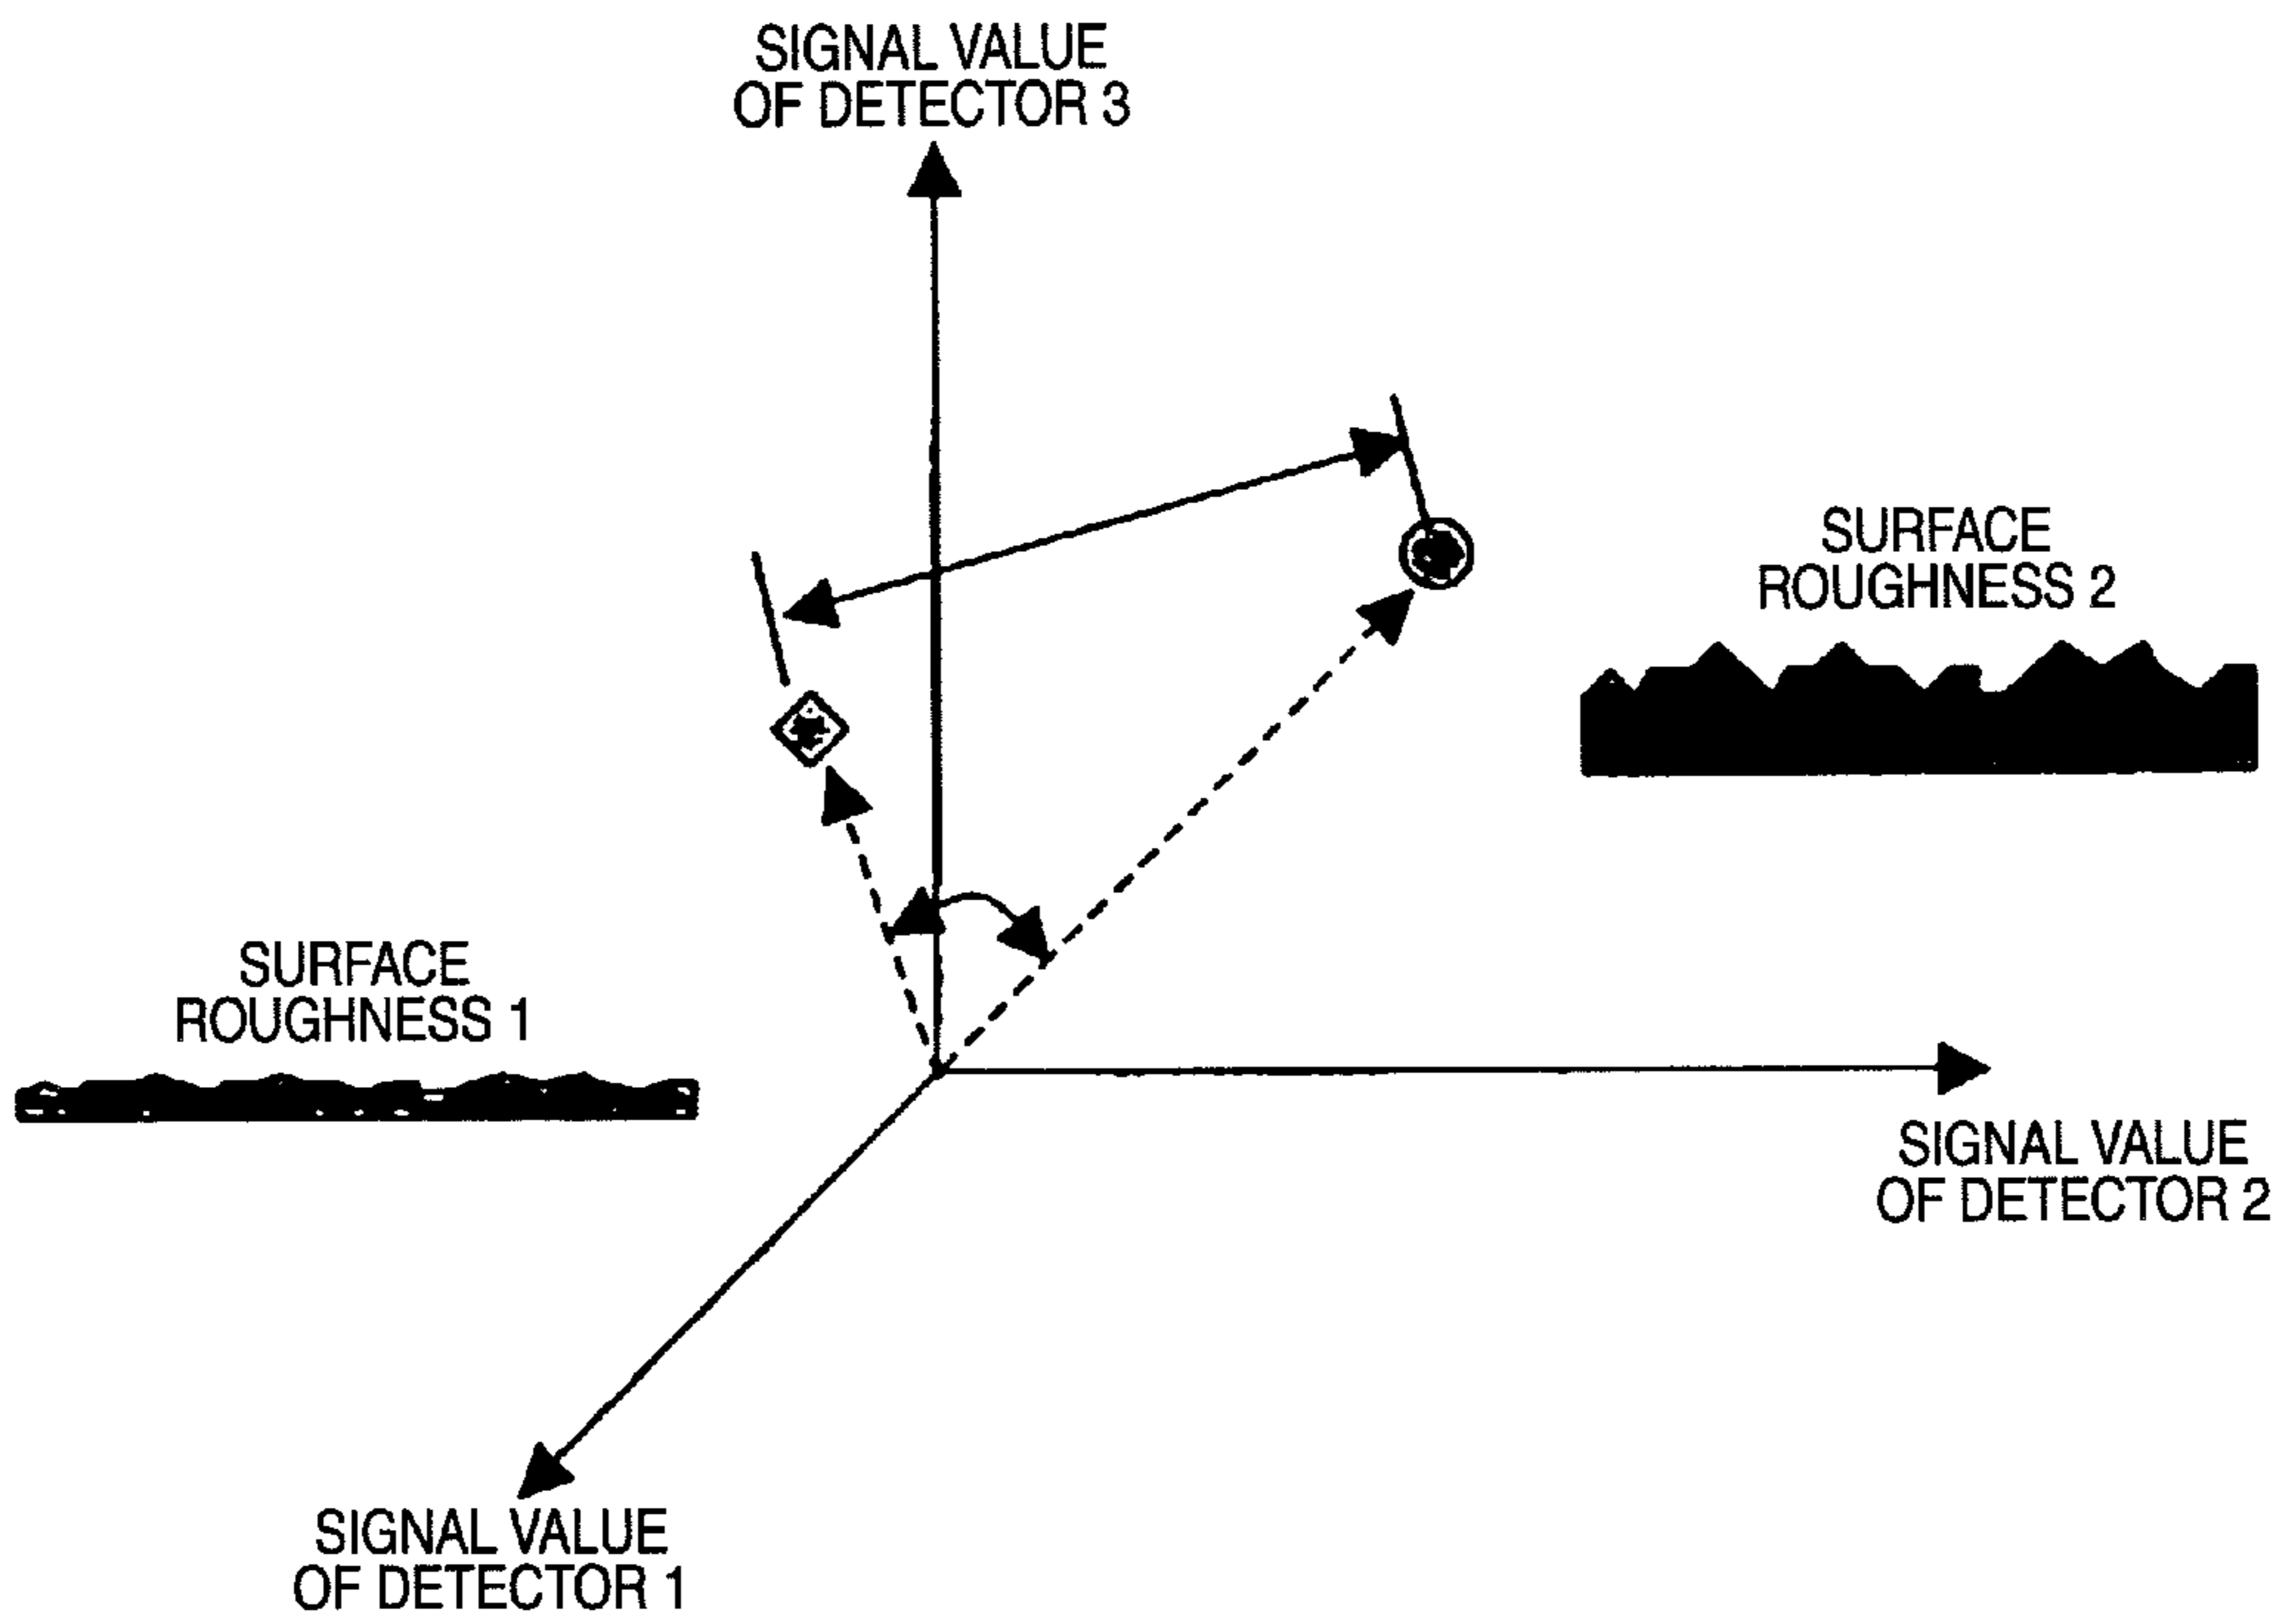 SIGNAL VALUE
OF DETECTOR 3
SURFACE
ROUGHNESS 2
SURFACE
ROUGHNESS 1
SIGNAL VALUE
OF DETECTOR 2
SIGNAL VALUE
OF DETECTOR 1